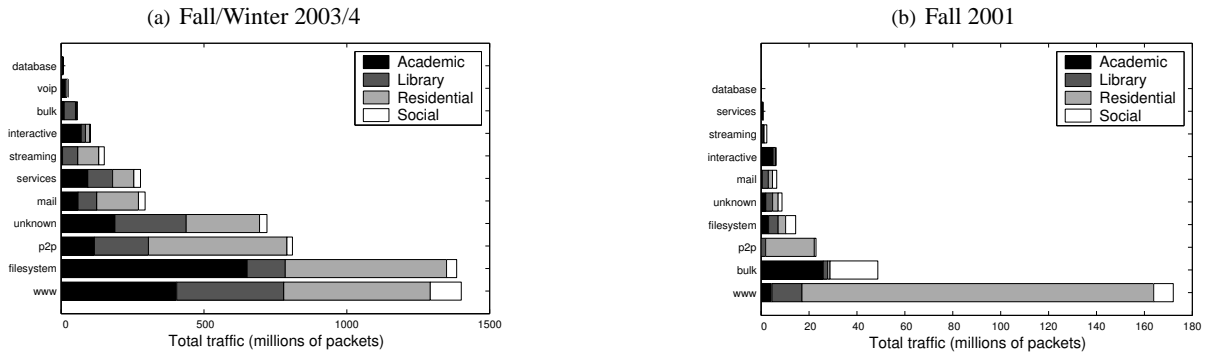 (a) Fall/Winter 2003/4
database
voip
bulk
interactive
streaming
services
mail
unknown
p2p
filesystem
www
Academic
Library
Residential
Social
0 500 1000 1500
Total traffic (millions of packets)
(b) Fall 2001
database
services
streaming
interactive
mail
unknown
filesystem
p2p
bulk
www
Academic
Library
Residential
Social
0 20 40 60 80 100 120 140 160 180
Total traffic (millions of packets)